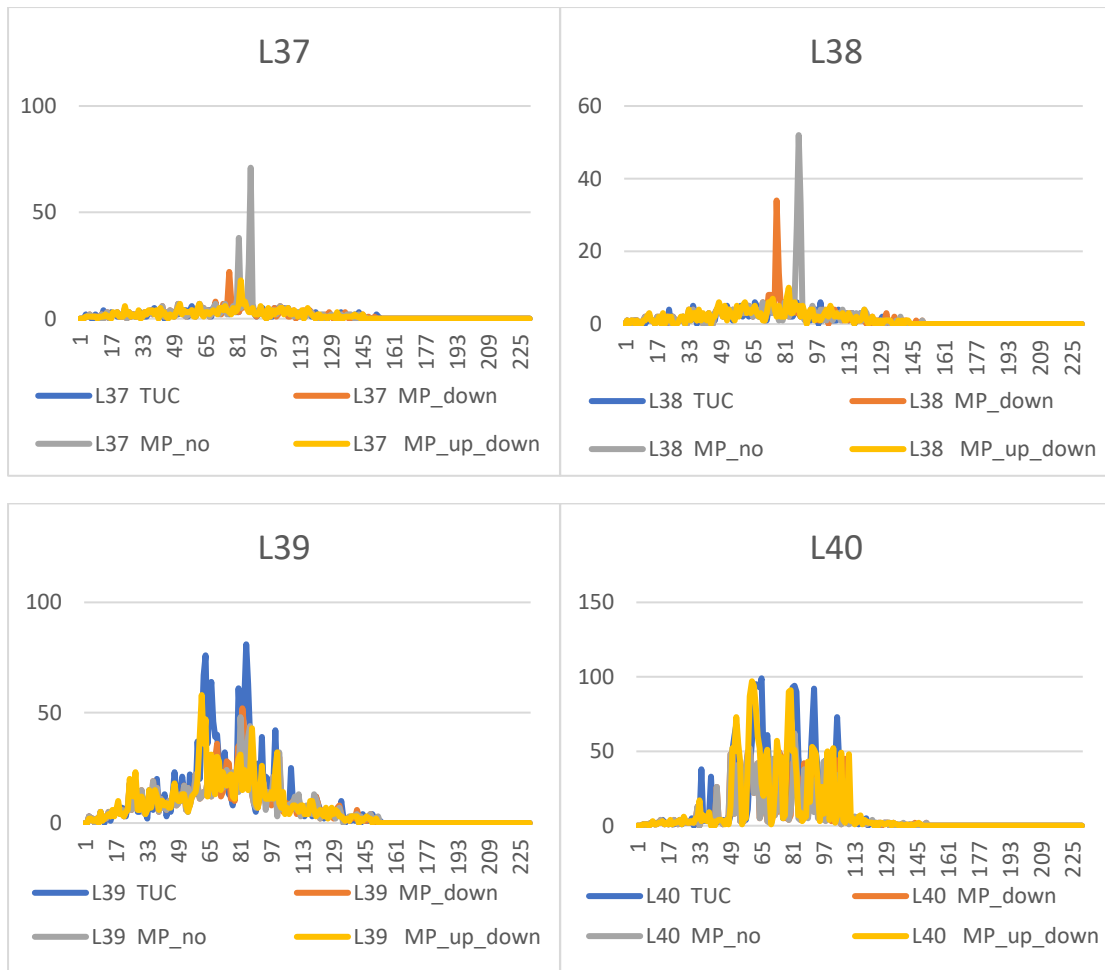 L37
100
50
0
1 17 33 49 65 81 97 113 129 145 161 177 193 209 225
L37 TUC
L37 MP_down
L37 MP_no
L37 MP_up_down
L38
60
40
20
0
1 17 33 49 65 81 97 113 129 145 161 177 193 209 225
L38 TUC
L38 MP_down
L38 MP_no
L38 MP_up_down
L39
100
50
0
1 17 33 49 65 81 97 113 129 145 161 177 193 209 225
L39 TUC
L39 MP_down
L39 MP_no
L39 MP_up_down
L40
150
100
50
0
1 17 33 49 65 81 97 113 129 145 161 177 193 209 225
L40 TUC
L40 MP_down
L40 MP_no
L40 MP_up_down